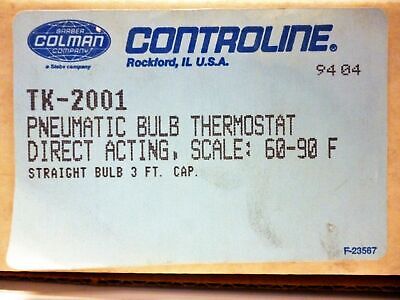 BARBER
COLMAN
COMPANY
a Siebe company
CONTROLINE®
Rockford, IL U.S.A.
9404
TK-2001
PNEUMATIC BULB THERMOSTAT
DIRECT ACTING, SCALE: 60-90 F
STRAIGHT BULB 3 FT. CAP.
F-23567